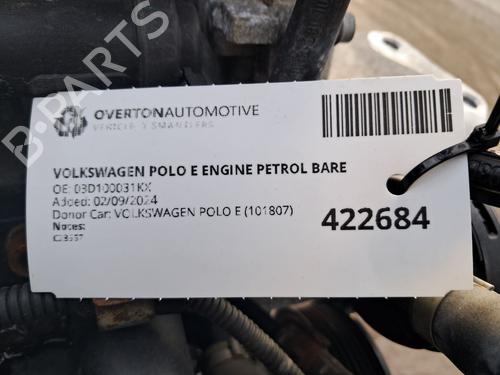 B-PARTS
OVERTONAUTOMOTIVE
VEHICLE DISMANTLERS
VOLKSWAGEN POLO E ENGINE PETROL BARE
OE: 03D100031KX
Added: 02/09/2024
Donor Car: VOLKSWAGEN POLO E (101807)
Notes:
422684